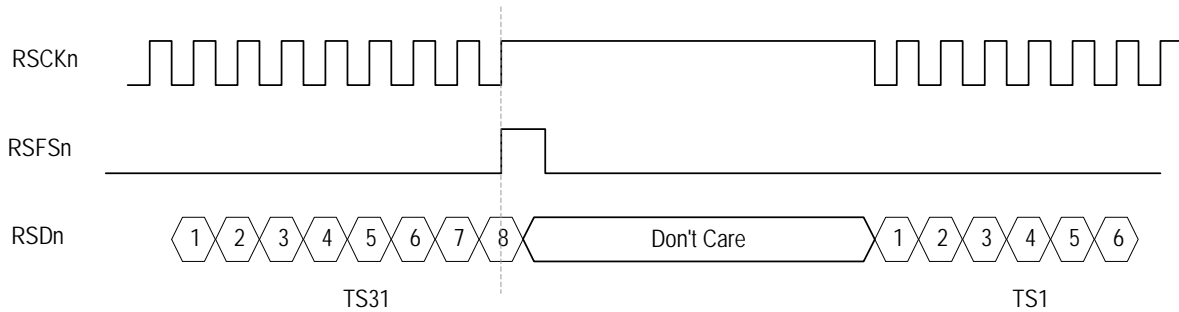 RSCKn
RSFSn
RSDn 1 2 3 4 5 6 7 8 Don't Care 1 2 3 4 5 6
TS31 TS1